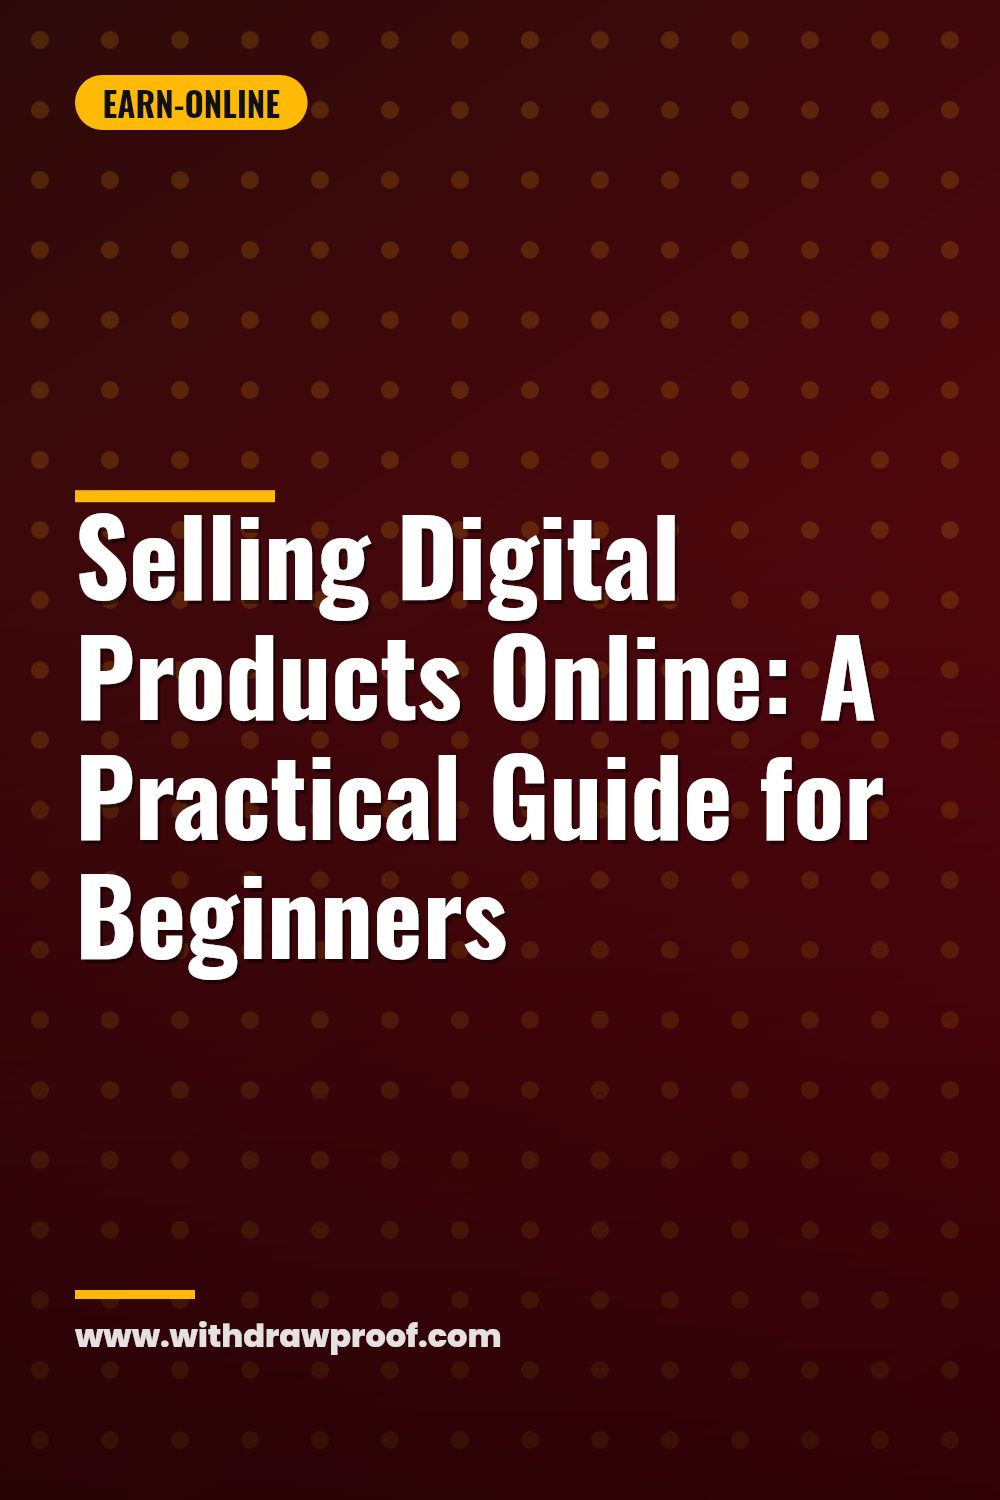 EARN-ONLINE
Selling Digital
Products Online: A
Practical Guide for
Beginners
www.withdrawproof.com